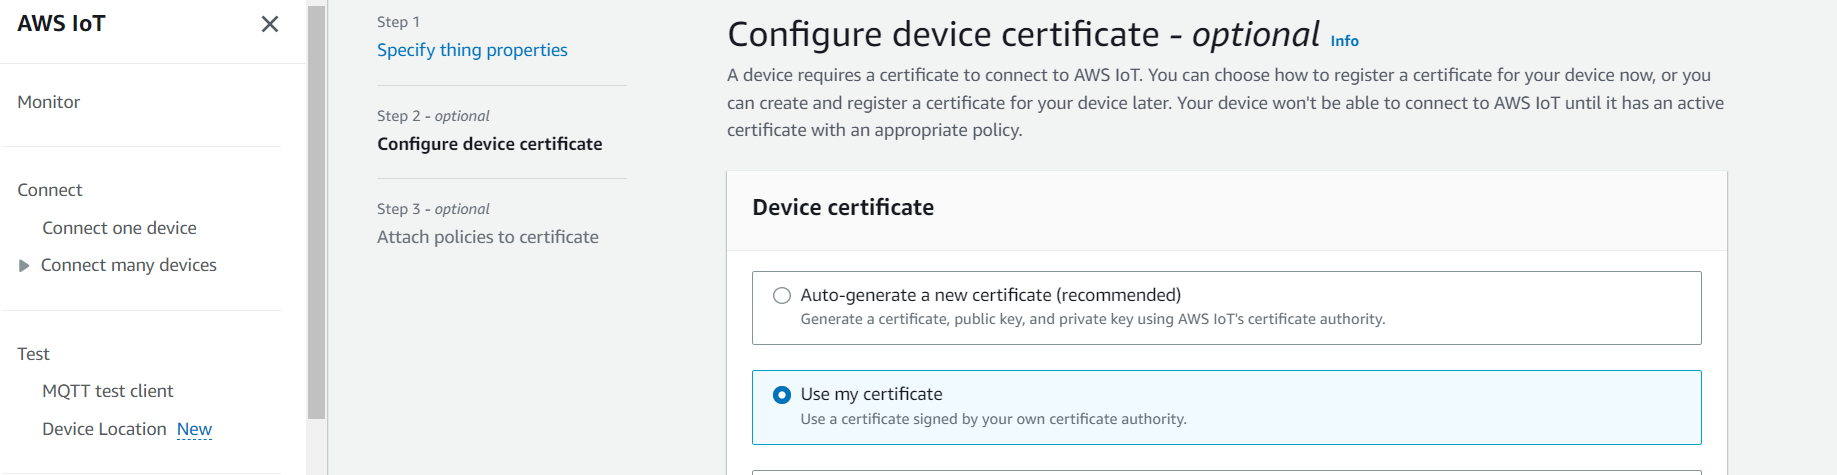 AWS IoT
Monitor
Connect
Connect one device
Connect many devices
Test
MQTT test client
Device Location New
Step 1
Specify thing properties
Step 2 - optional
Configure device certificate
Step 3 - optional
Attach policies to certificate
Configure device certificate - optional Info
A device requires a certificate to connect to AWS IoT. You can choose how to register a certificate for your device now, or you
can create and register a certificate for your device later. Your device won't be able to connect to AWS IoT until it has an active
certificate with an appropriate policy.
Device certificate
Auto-generate a new certificate (recommended)
Generate a certificate, public key, and private key using AWS IoT's certificate authority.
Use my certificate
Use a certificate signed by your own certificate authority.